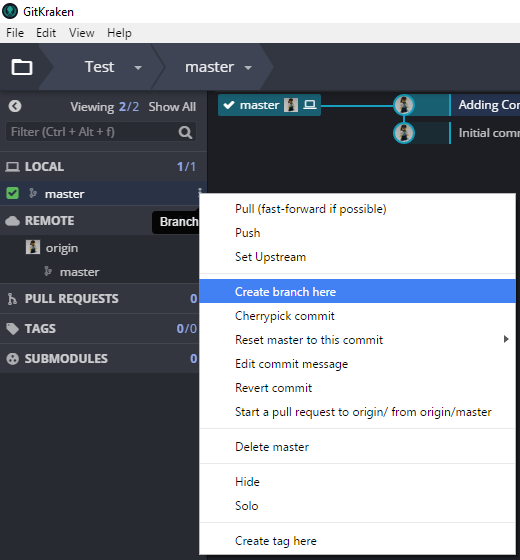 GitKraken
File Edit View Help
Test master
Viewing 2/2 Show All
Filter (Ctrl + Alt + f)
LOCAL 1/1
master
REMOTE
Branch
origin
master
PULL REQUESTS 0
TAGS 0/0
SUBMODULES 0
master
Adding Con
Initial comm
Pull (fast-forward if possible)
Push
Set Upstream
Create branch here
Cherrypick commit
Reset master to this commit
Edit commit message
Revert commit
Start a pull request to origin/ from origin/master
Delete master
Hide
Solo
Create tag here